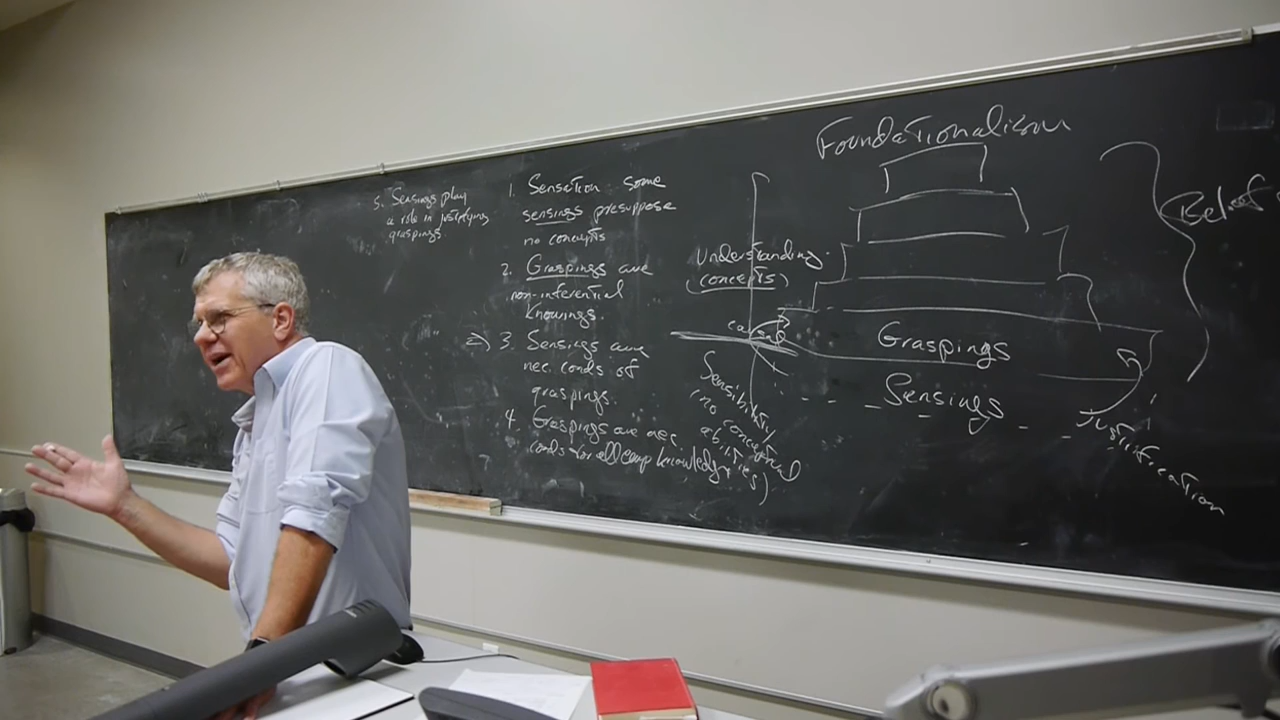 5. Sensings play
a role in justifying
graspings
1. Sensation: some
sensings presuppose
no concepts
2. Graspings are
non-inferential
knowings.
3. Sensings are
nec. conds of
graspings.
4. Graspings are nec.
conds for all emp knowledge
Understanding
(concepts)
causal
Sensibility
(no conceptual
abilities)
Foundationalism
Graspings
Sensings
Justification
Belief